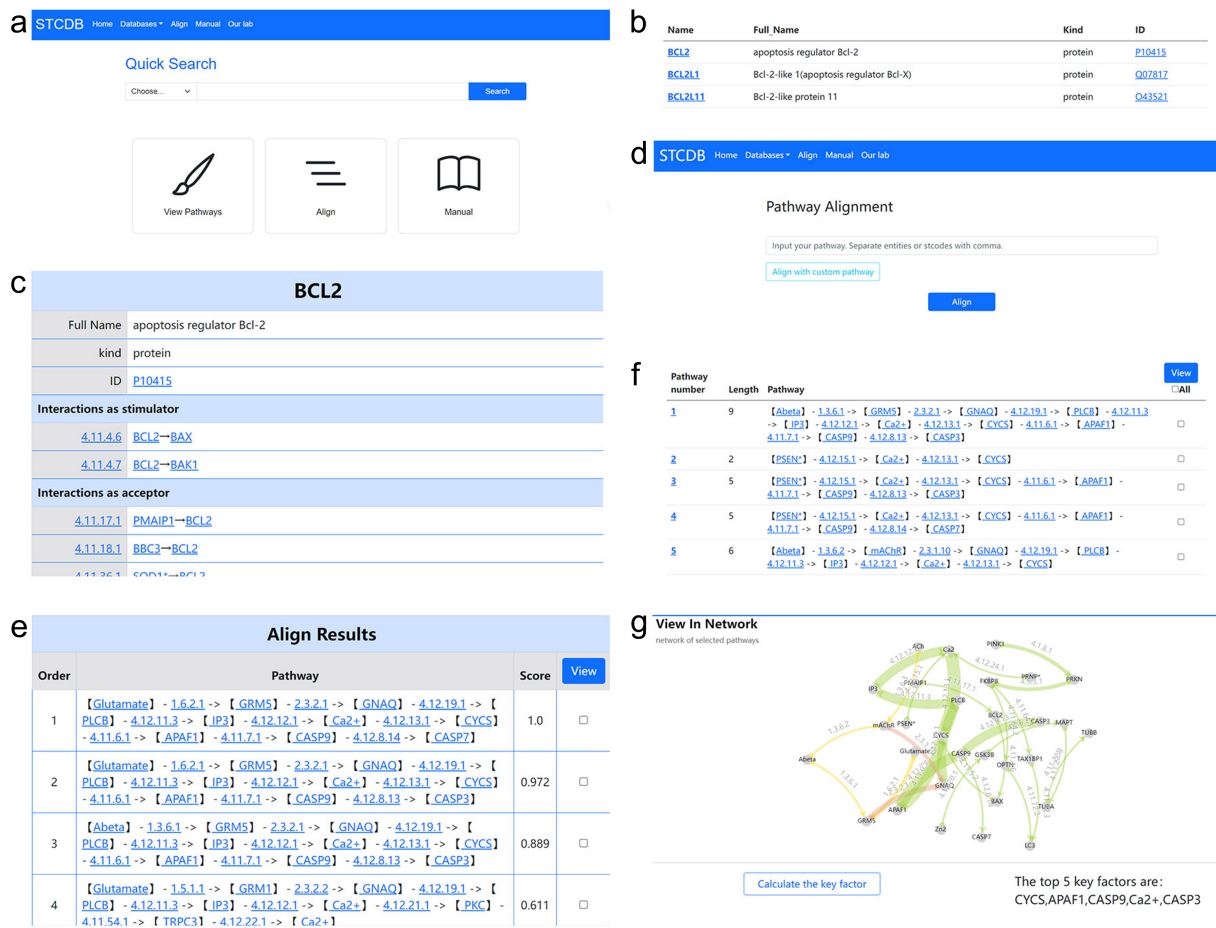 a
STCDB Home Databases Align Manual Our lab
Quick Search
Choose... Search
View Pathways Align Manual
b
Name Full_Name Kind ID
BCL2 apoptosis regulator Bcl-2 protein P10415
BCL2L1 Bcl-2-like 1(apoptosis regulator Bcl-X) protein Q07817
BCL2L11 Bcl-2-like protein 11 protein O43521
c
BCL2
Full Name apoptosis regulator Bcl-2
kind protein
ID P10415
Interactions as stimulator
4.11.4.6 BCL2→BAX
4.11.4.7 BCL2→BAK1
Interactions as acceptor
4.11.17.1 PMAIP1→BCL2
4.11.18.1 BBC3→BCL2
4.11.36.1 SOD1*→BCL2
d
STCDB Home Databases Align Manual Our lab
Pathway Alignment
Input your pathway. Separate entities or stcodes with comma.
Align with custom pathway
Align
e
Align Results
Order Pathway Score View
【Glutamate】 - 1.6.2.1 -> 【 GRM5】 - 2.3.2.1 -> 【 GNAQ】 - 4.12.19.1 -> 【
1 PLCB】 - 4.12.11.3 -> 【 IP3】 - 4.12.12.1 -> 【 Ca2+】 - 4.12.13.1 -> 【 CYCS】 1.0
- 4.11.6.1 -> 【 APAF1】 - 4.11.7.1 -> 【 CASP9】 - 4.12.8.14 -> 【 CASP7】
【Glutamate】 - 1.6.2.1 -> 【 GRM5】 - 2.3.2.1 -> 【 GNAQ】 - 4.12.19.1 -> 【
2 PLCB】 - 4.12.11.3 -> 【 IP3】 - 4.12.12.1 -> 【 Ca2+】 - 4.12.13.1 -> 【 CYCS】 0.972
- 4.11.6.1 -> 【 APAF1】 - 4.11.7.1 -> 【 CASP9】 - 4.12.8.13 -> 【 CASP3】
【Abeta】 - 1.3.6.1 -> 【 GRM5】 - 2.3.2.1 -> 【 GNAQ】 - 4.12.19.1 -> 【
3 PLCB】 - 4.12.11.3 -> 【 IP3】 - 4.12.12.1 -> 【 Ca2+】 - 4.12.13.1 -> 【 CYCS】 0.889
- 4.11.6.1 -> 【 APAF1】 - 4.11.7.1 -> 【 CASP9】 - 4.12.8.13 -> 【 CASP3】
【Glutamate】 - 1.5.1.1 -> 【 GRM1】 - 2.3.2.2 -> 【 GNAQ】 - 4.12.19.1 -> 【
4 PLCB】 - 4.12.11.3 -> 【 IP3】 - 4.12.12.1 -> 【 Ca2+】 - 4.12.21.1 -> 【 PKC】 - 0.611
4.11.54.1 -> 【 TRPC3】 - 4.12.22.1 -> 【 Ca2+】
f
Pathway number Length Pathway View
All
1 9 【Abeta】 - 1.3.6.1 -> 【 GRM5】 - 2.3.2.1 -> 【 GNAQ】 - 4.12.19.1 -> 【 PLCB】 - 4.12.11.3
-> 【 IP3】 - 4.12.12.1 -> 【 Ca2+】 - 4.12.13.1 -> 【 CYCS】 - 4.11.6.1 -> 【 APAF1】 -
4.11.7.1 -> 【 CASP9】 - 4.12.8.13 -> 【 CASP3】
2 2 【PSEN*】 - 4.12.15.1 -> 【 Ca2+】 - 4.12.13.1 -> 【 CYCS】
3 5 【PSEN*】 - 4.12.15.1 -> 【 Ca2+】 - 4.12.13.1 -> 【 CYCS】 - 4.11.6.1 -> 【 APAF1】 -
4.11.7.1 -> 【 CASP9】 - 4.12.8.13 -> 【 CASP3】
4 5 【PSEN*】 - 4.12.15.1 -> 【 Ca2+】 - 4.12.13.1 -> 【 CYCS】 - 4.11.6.1 -> 【 APAF1】 -
4.11.7.1 -> 【 CASP9】 - 4.12.8.14 -> 【 CASP7】
5 6 【Abeta】 - 1.3.6.2 -> 【 mAChR】 - 2.3.1.10 -> 【 GNAQ】 - 4.12.19.1 -> 【 PLCB】 -
4.12.11.3 -> 【 IP3】 - 4.12.12.1 -> 【 Ca2+】 - 4.12.13.1 -> 【 CYCS】
g
View In Network
network of selected pathways
ACh Ca2 PINK1
4.1.8.1
4.12.24.1
IP3 PMAIP1 FKBP8 PRNP* PRKN
PLCB
BCL2
mAChR PSEN* CYCS CASP3 MAPT
TUBB
1.3.6.2
Abeta Glutamate CASP9 GSK3B OPTN TAX1BP1
GNAQ
1.3.6.1
BAX TUBA
GRM5 APAF1 Zn2 CASP7 LC3
Calculate the key factor
The top 5 key factors are:
CYCS,APAF1,CASP9,Ca2+,CASP3